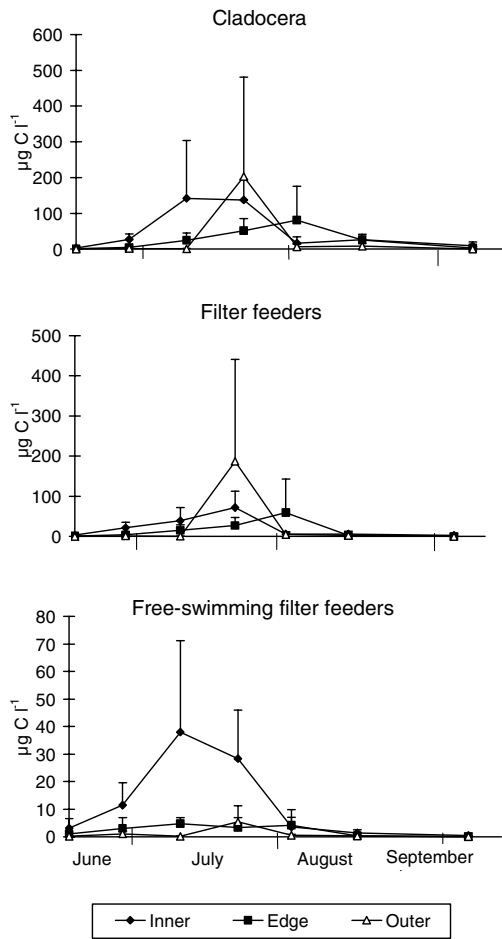 Cladocera
600
500
400
300
200
100
0
µg C l⁻¹
Filter feeders
500
400
300
200
100
0
µg C l⁻¹
Free-swimming filter feeders
80
70
60
50
40
30
20
10
0
µg C l⁻¹
June July August September
Inner Edge Outer